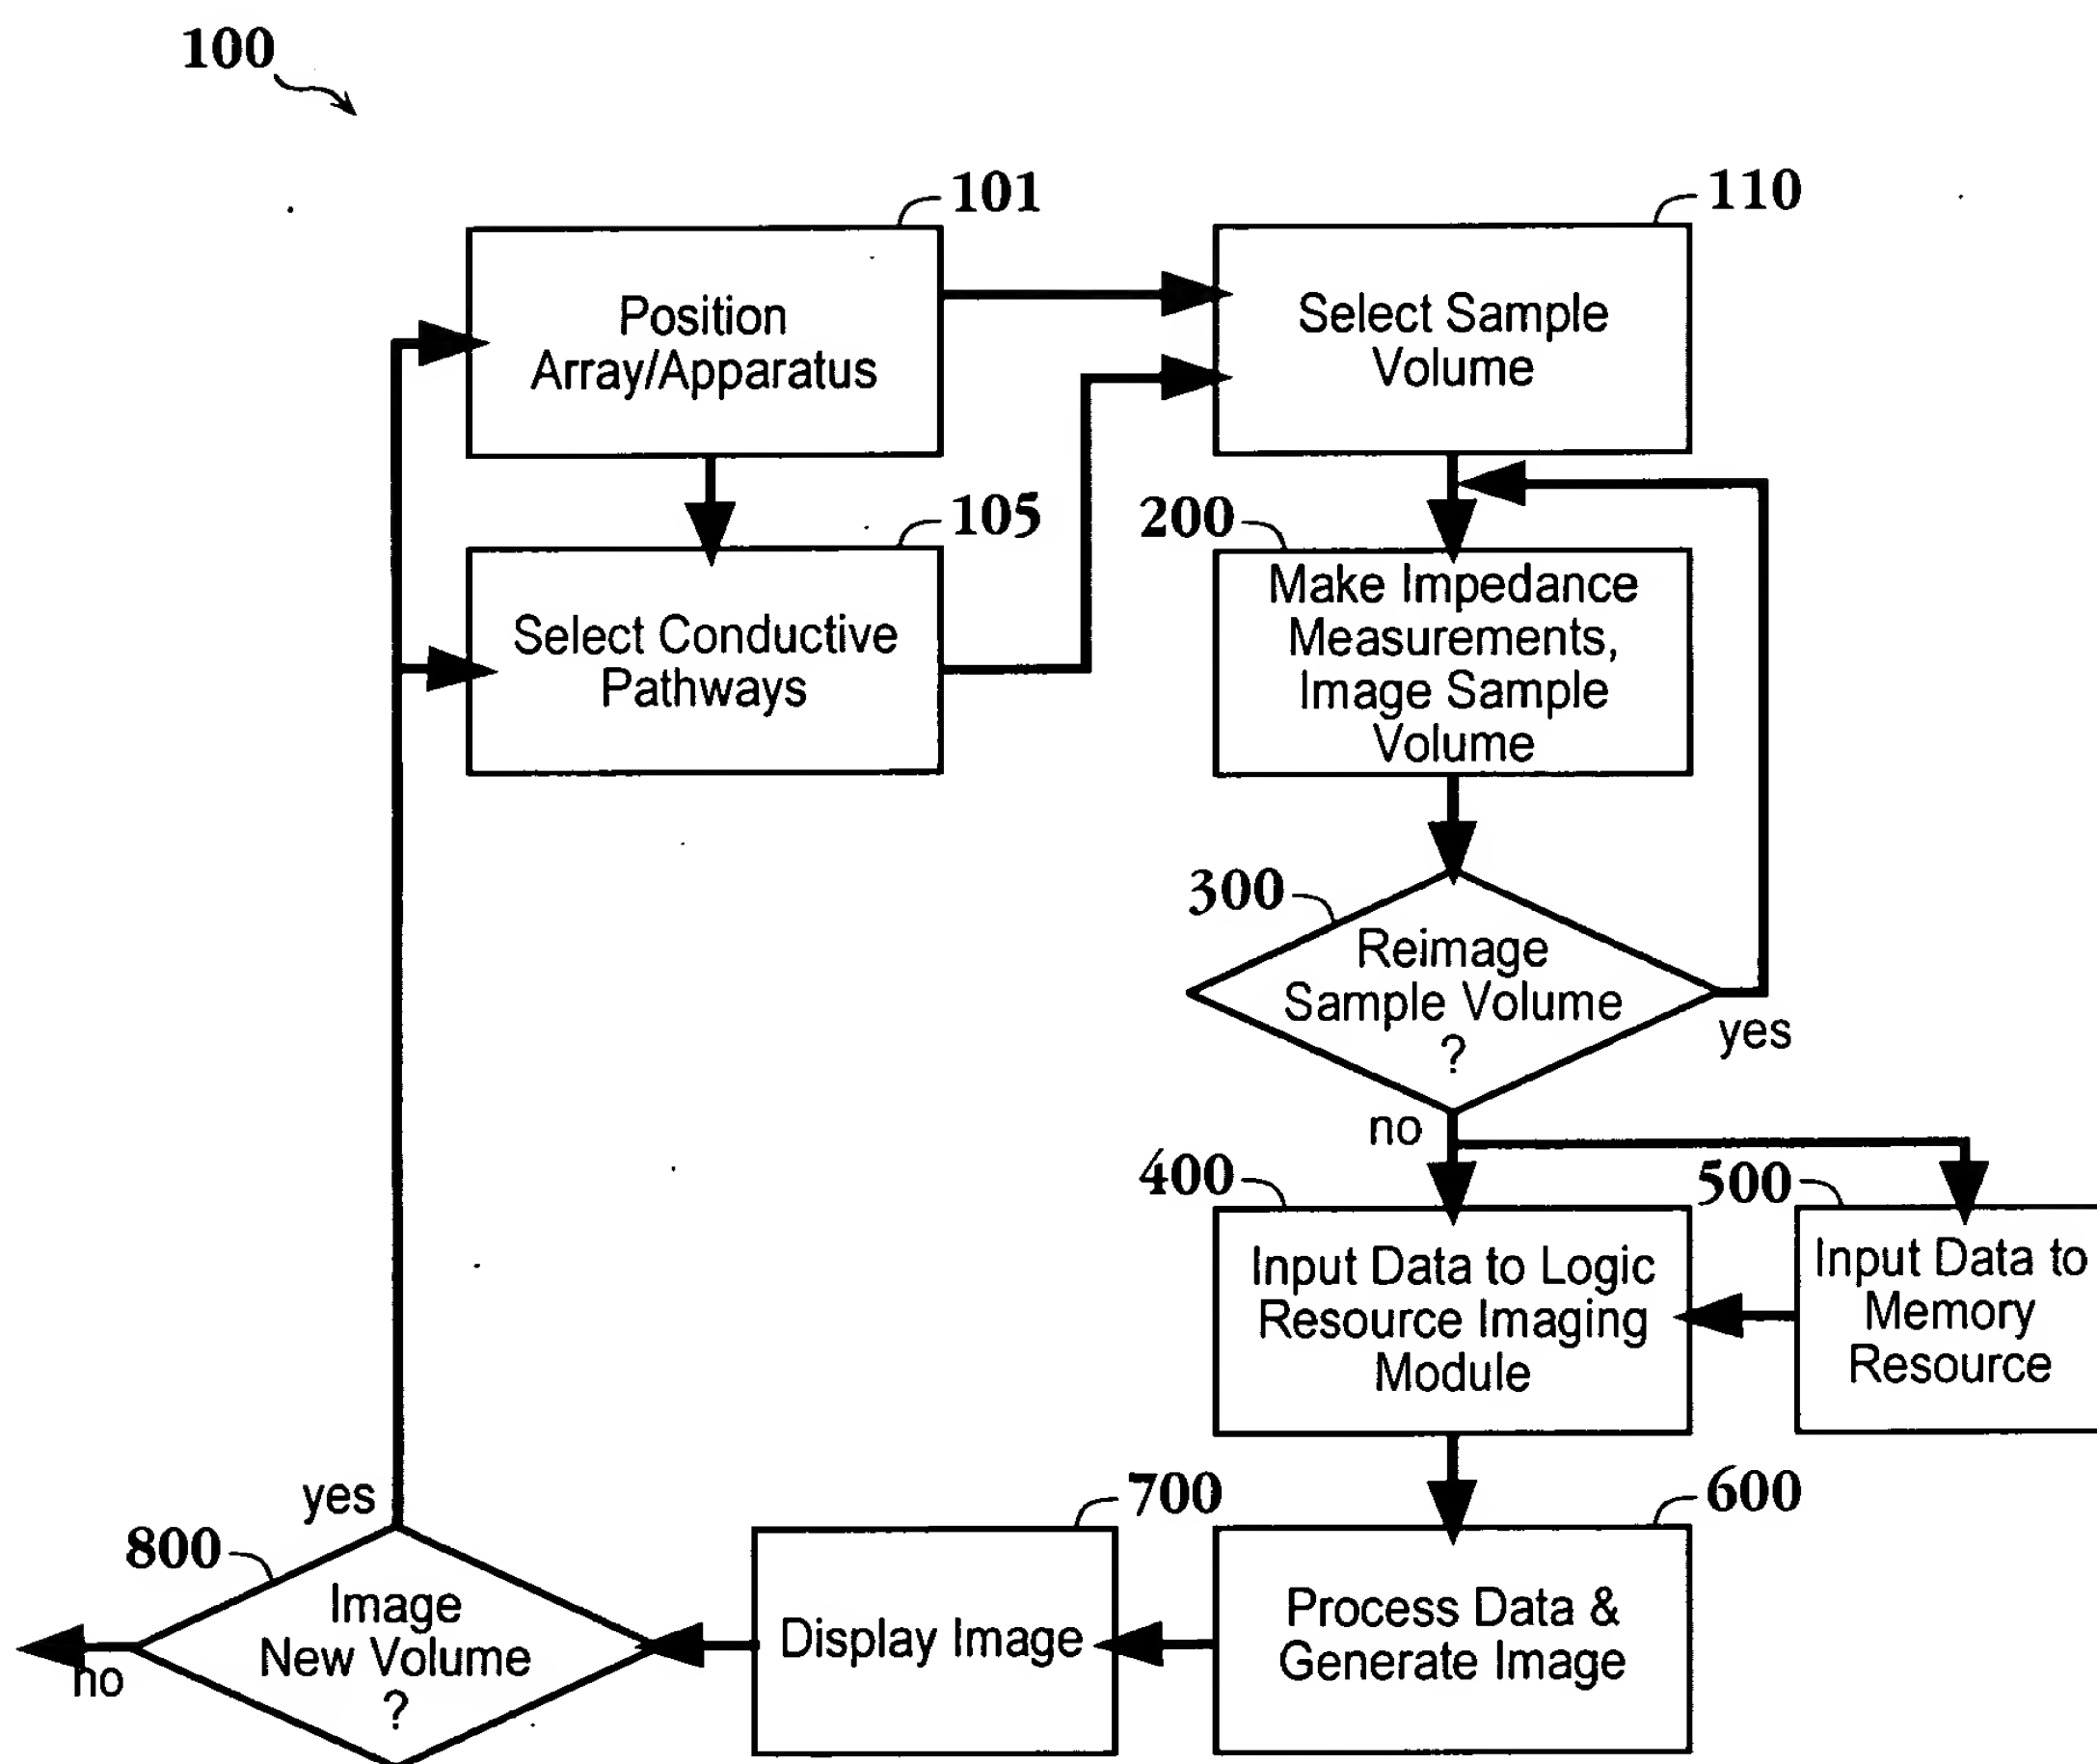 100
101
Position
Array/Apparatus
110
Select Sample
Volume
105
Select Conductive
Pathways
200
Make Impedance
Measurements,
Image Sample
Volume
300
Reimage
Sample Volume
?
yes
no
400
Input Data to Logic
Resource Imaging
Module
500
Input Data to
Memory
Resource
600
Process Data &
Generate Image
700
Display Image
800
yes
Image
New Volume
?
no